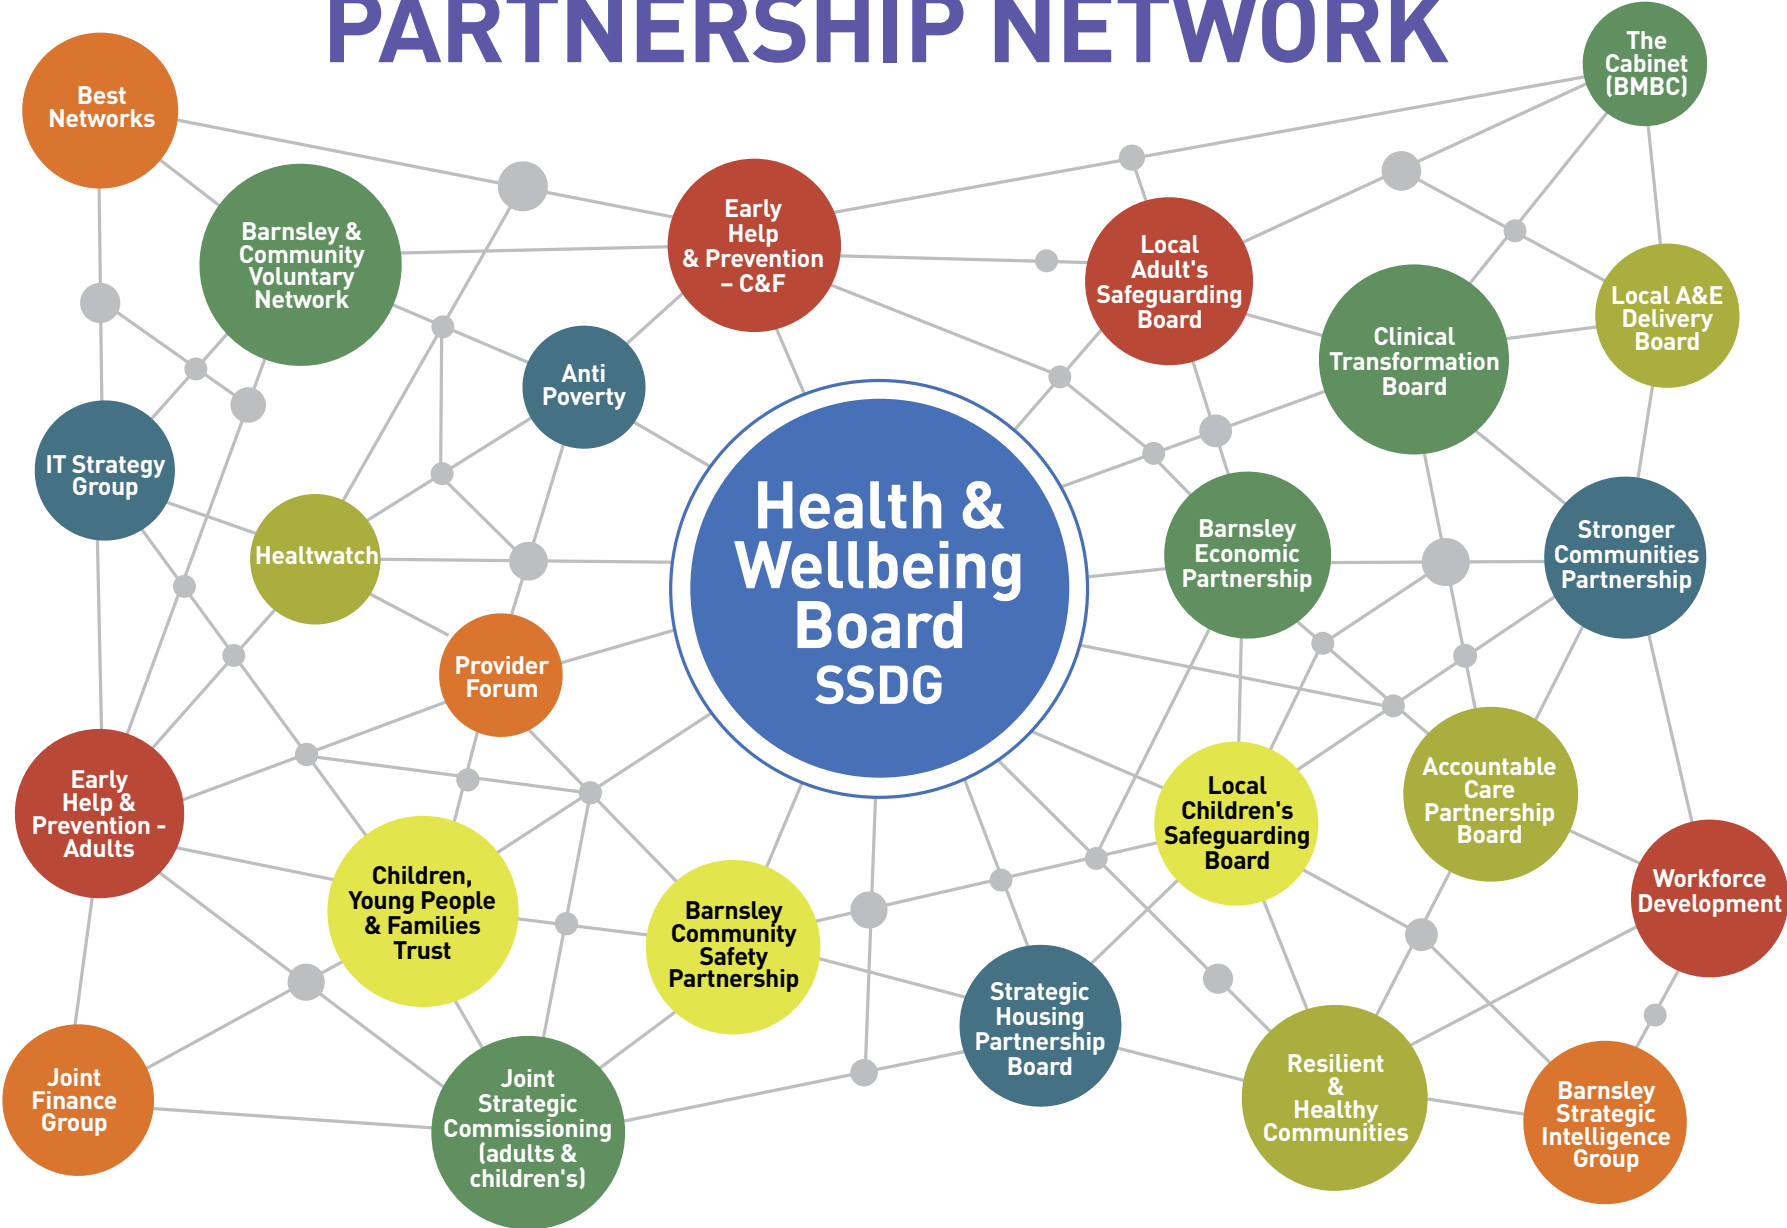 PARTNERSHIP NETWORK
The
Cabinet
(BMBC)
Best
Networks
Barnsley &
Community
Voluntary
Network
Early
Help
& Prevention
– C&F
Local
Adult's
Safeguarding
Board
Local A&E
Delivery
Board
Clinical
Transformation
Board
Anti
Poverty
IT Strategy
Group
Healtwatch
Health &
Wellbeing
Board
SSDG
Barnsley
Economic
Partnership
Stronger
Communities
Partnership
Provider
Forum
Early
Help &
Prevention -
Adults
Children,
Young People
& Families
Trust
Barnsley
Community
Safety
Partnership
Local
Children's
Safeguarding
Board
Accountable
Care
Partnership
Board
Workforce
Development
Strategic
Housing
Partnership
Board
Joint
Finance
Group
Joint
Strategic
Commissioning
(adults &
children's)
Resilient
&
Healthy
Communities
Barnsley
Strategic
Intelligence
Group